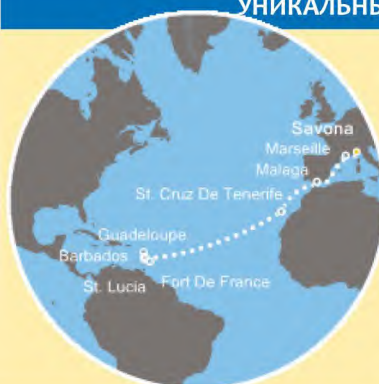 УНИКАЛЬНЫ
Savona
Marseille
Malaga
St. Cruz De Tenerife
Guadeloupe
Barbados
St. Lucia
Fort De France